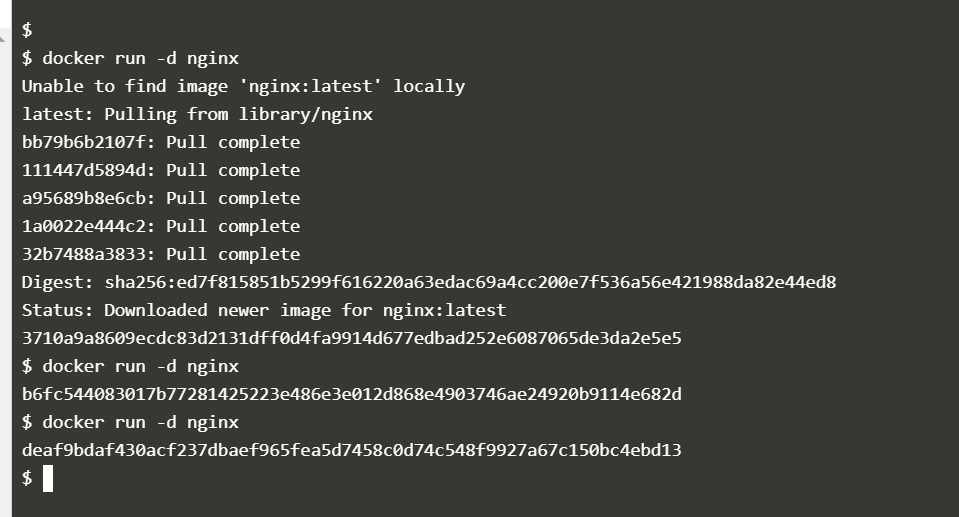 $
$ docker run -d nginx
Unable to find image 'nginx:latest' locally
latest: Pulling from library/nginx
bb79b6b2107f: Pull complete
111447d5894d: Pull complete
a95689b8e6cb: Pull complete
1a0022e444c2: Pull complete
32b7488a3833: Pull complete
Digest: sha256:ed7f815851b5299f616220a63edac69a4cc200e7f536a56e421988da82e44ed8
Status: Downloaded newer image for nginx:latest
3710a9a8609ecdc83d2131dff0d4fa9914d677edbad252e6087065de3da2e5e5
$ docker run -d nginx
b6fc544083017b77281425223e486e3e012d868e4903746ae24920b9114e682d
$ docker run -d nginx
deaf9bdaf430acf237dbaef965fea5d7458c0d74c548f9927a67c150bc4ebd13
$